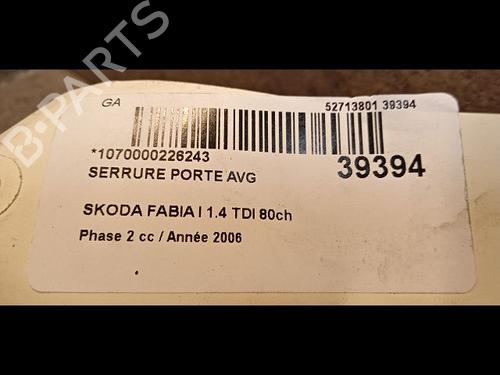 GA
52713801 39394
*1070000226243
39394
SERRURE PORTE AVG
SKODA FABIA I 1.4 TDI 80ch
Phase 2 cc / Année 2006
B-PARTS